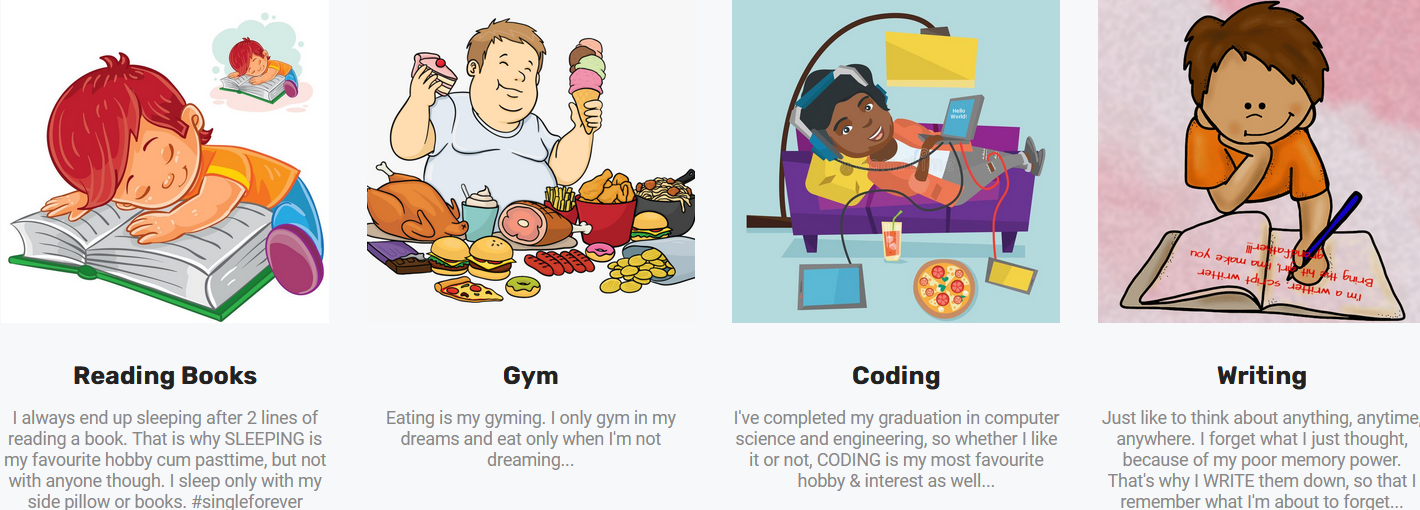 Hello
World!
I'm a writter, script writter
Bring the hit girl, Ima make you
grandfather!!!
Reading Books
I always end up sleeping after 2 lines of
reading a book. That is why SLEEPING is
my favourite hobby cum pasttime, but not
with anyone though. I sleep only with my
side pillow or books. #singleforever
Gym
Eating is my gyming. I only gym in my
dreams and eat only when I'm not
dreaming...
Coding
I've completed my graduation in computer
science and engineering, so whether I like
it or not, CODING is my most favourite
hobby & interest as well...
Writing
Just like to think about anything, anytime,
anywhere. I forget what I just thought,
because of my poor memory power.
That's why I WRITE them down, so that I
remember what I'm about to forget...